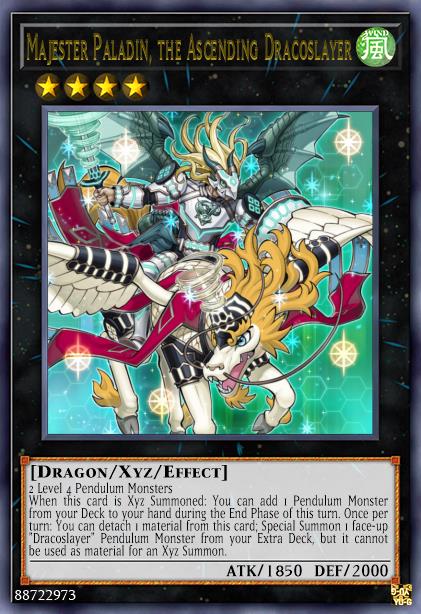 Majester Paladin, the Ascending Dracoslayer
WIND
風
[Dragon/Xyz/Effect]
2 Level 4 Pendulum Monsters
When this card is Xyz Summoned: You can add 1 Pendulum Monster
from your Deck to your hand during the End Phase of this turn. Once per
turn: You can detach 1 material from this card; Special Summon 1 face-up
"Dracoslayer" Pendulum Monster from your Extra Deck, but it cannot
be used as material for an Xyz Summon.
ATK/1850 DEF/2000
88722973